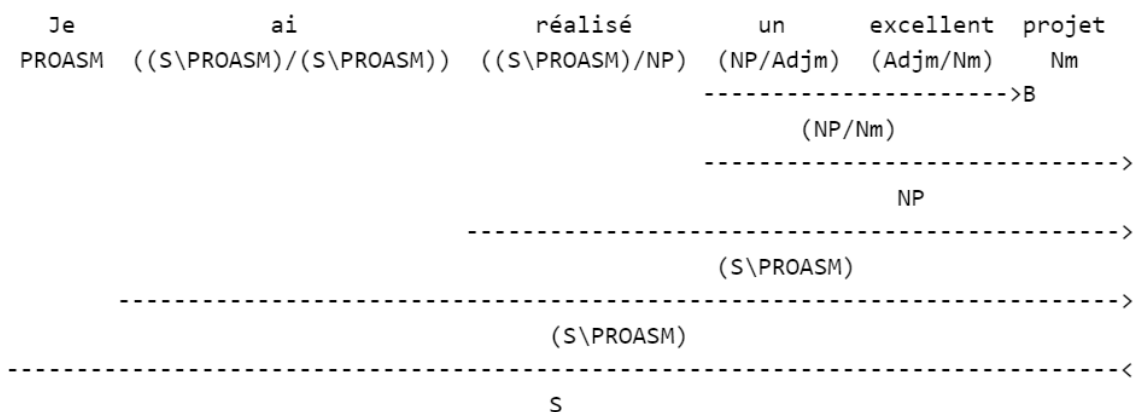 Je ai réalisé un excellent projet
PROASM ((S\PROASM)/(S\PROASM)) ((S\PROASM)/NP) (NP/Adjm) (Adjm/Nm) Nm
---------------------->B
(NP/Nm)
------------------------------>
NP
----------------------------------------------->
(S\PROASM)
------------------------------------------------------------------------>
(S\PROASM)
--------------------------------------------------------------------------------<
S